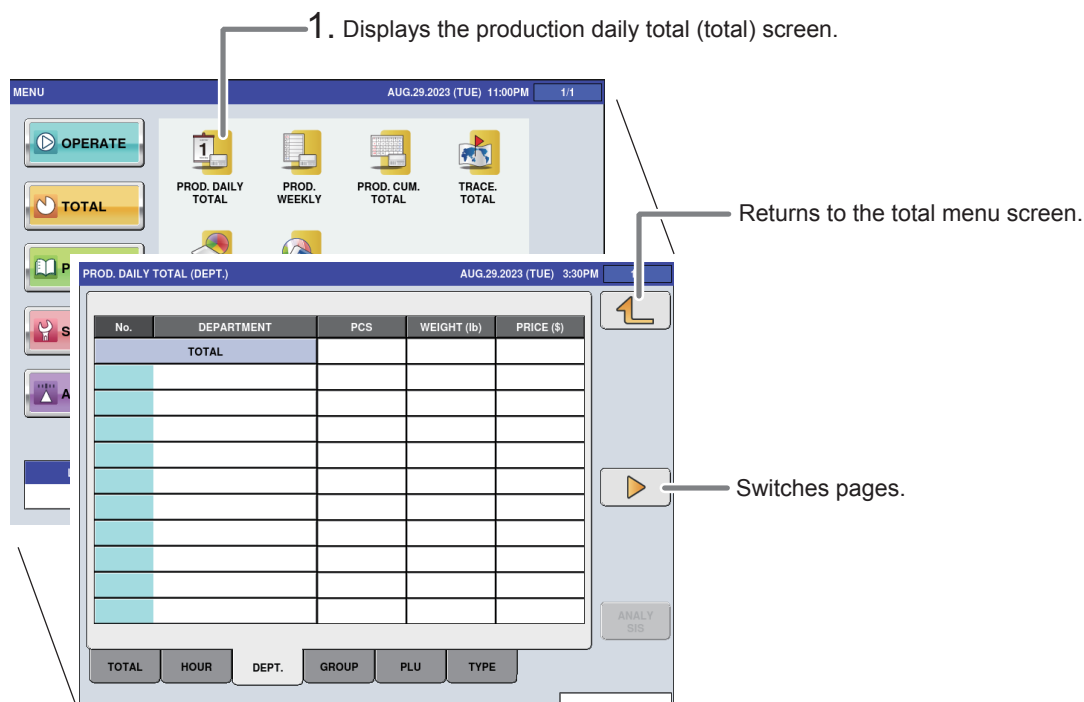 1. Displays the production daily total (total) screen.
MENU
AUG.29.2023 (TUE) 11:00PM
1/1
OPERATE
TOTAL
PROD. DAILY
TOTAL
PROD.
WEEKLY
PROD. CUM.
TOTAL
TRACE.
TOTAL
Returns to the total menu screen.
P
S
A
PROD. DAILY TOTAL (DEPT.)
AUG.29.2023 (TUE) 3:30PM
No.
DEPARTMENT
PCS
WEIGHT (lb)
PRICE ($)
TOTAL
Switches pages.
ANALY
SIS
TOTAL
HOUR
DEPT.
GROUP
PLU
TYPE